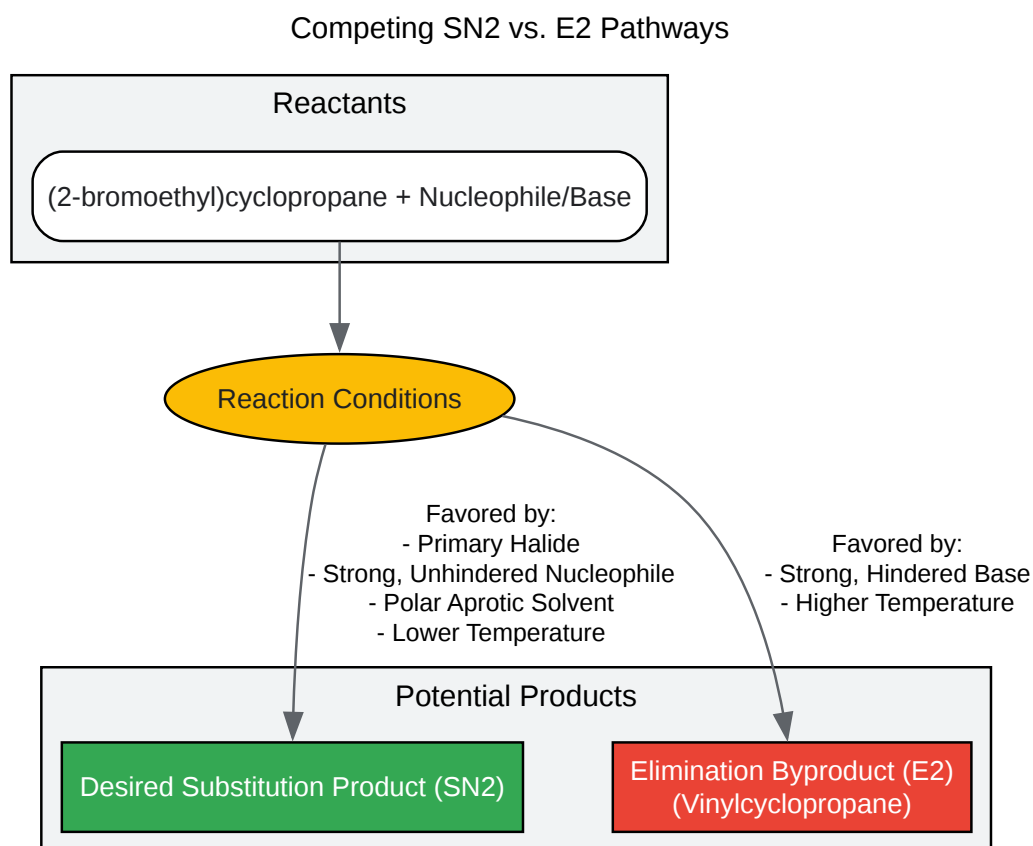 Competing SN2 vs. E2 Pathways
Reactants
(2-bromoethyl)cyclopropane + Nucleophile/Base
Reaction Conditions
Favored by:
- Primary Halide
- Strong, Unhindered Nucleophile
- Polar Aprotic Solvent
- Lower Temperature
Favored by:
- Strong, Hindered Base
- Higher Temperature
Potential Products
Desired Substitution Product (SN2)
Elimination Byproduct (E2)
(Vinylcyclopropane)